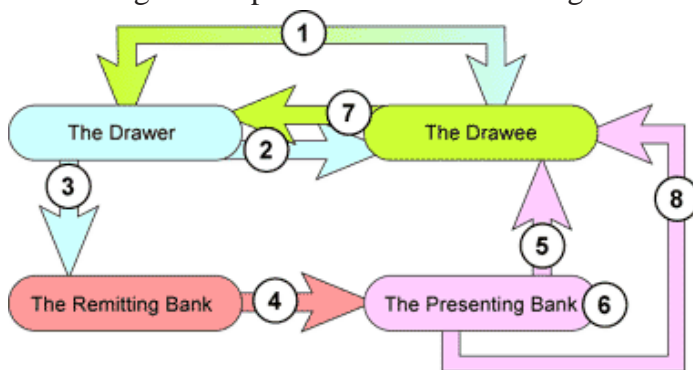 1
The Drawer
7
The Drawee
2
3
8
5
The Remitting Bank
4
The Presenting Bank
6